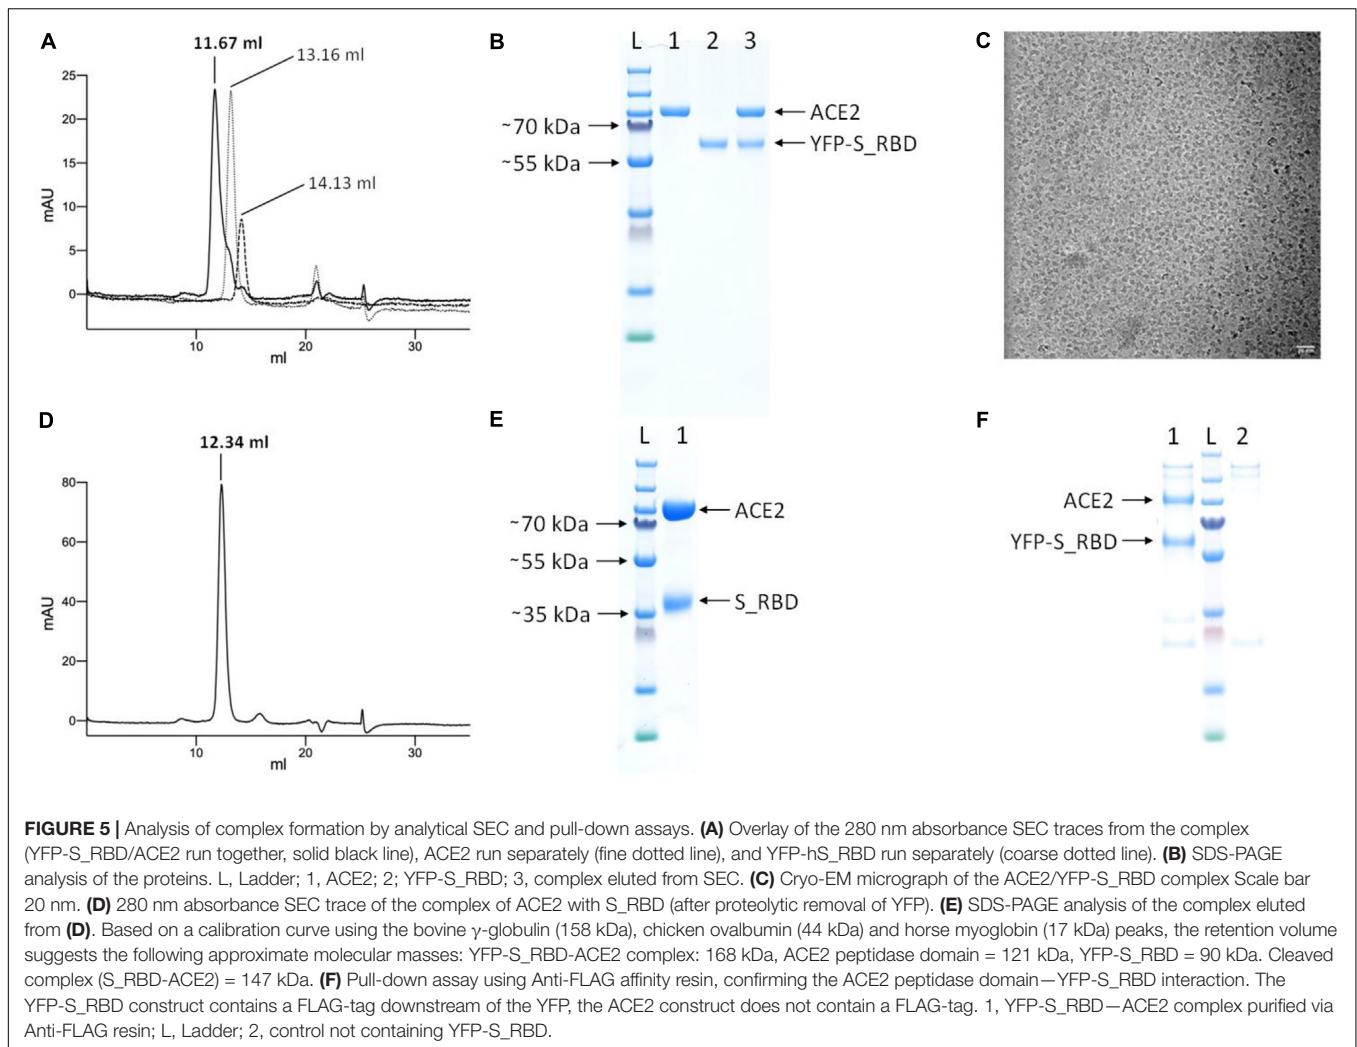 A
11.67 ml
13.16 ml
14.13 ml
25
20
15
10
5
0
mAU
10
20
30
ml
B
L 1 2 3
ACE2
~70 kDa
YFP-S_RBD
~55 kDa
C
D
12.34 ml
80
60
40
20
0
mAU
10
20
30
ml
E
L 1
ACE2
~70 kDa
~55 kDa
S_RBD
~35 kDa
F
1 L 2
ACE2
YFP-S_RBD
FIGURE 5 | Analysis of complex formation by analytical SEC and pull-down assays. (A) Overlay of the 280 nm absorbance SEC traces from the complex
(YFP-S_RBD/ACE2 run together, solid black line), ACE2 run separately (fine dotted line), and YFP-hS_RBD run separately (coarse dotted line). (B) SDS-PAGE
analysis of the proteins. L, Ladder; 1, ACE2; 2; YFP-S_RBD; 3, complex eluted from SEC. (C) Cryo-EM micrograph of the ACE2/YFP-S_RBD complex Scale bar
20 nm. (D) 280 nm absorbance SEC trace of the complex of ACE2 with S_RBD (after proteolytic removal of YFP). (E) SDS-PAGE analysis of the complex eluted
from (D). Based on a calibration curve using the bovine γ-globulin (158 kDa), chicken ovalbumin (44 kDa) and horse myoglobin (17 kDa) peaks, the retention volume
suggests the following approximate molecular masses: YFP-S_RBD-ACE2 complex: 168 kDa, ACE2 peptidase domain = 121 kDa, YFP-S_RBD = 90 kDa. Cleaved
complex (S_RBD-ACE2) = 147 kDa. (F) Pull-down assay using Anti-FLAG affinity resin, confirming the ACE2 peptidase domain—YFP-S_RBD interaction. The
YFP-S_RBD construct contains a FLAG-tag downstream of the YFP, the ACE2 construct does not contain a FLAG-tag. 1, YFP-S_RBD—ACE2 complex purified via
Anti-FLAG resin; L, Ladder; 2, control not containing YFP-S_RBD.